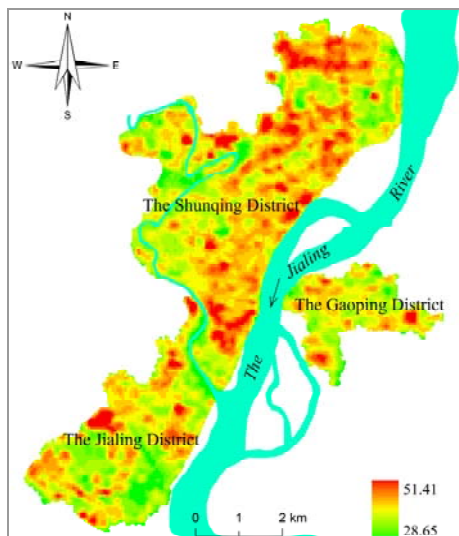 N
W E
S
The Shunqing District
River
Jialing
The
The Gaoping District
The Jialing District
0 1 2 km
51.41
28.65